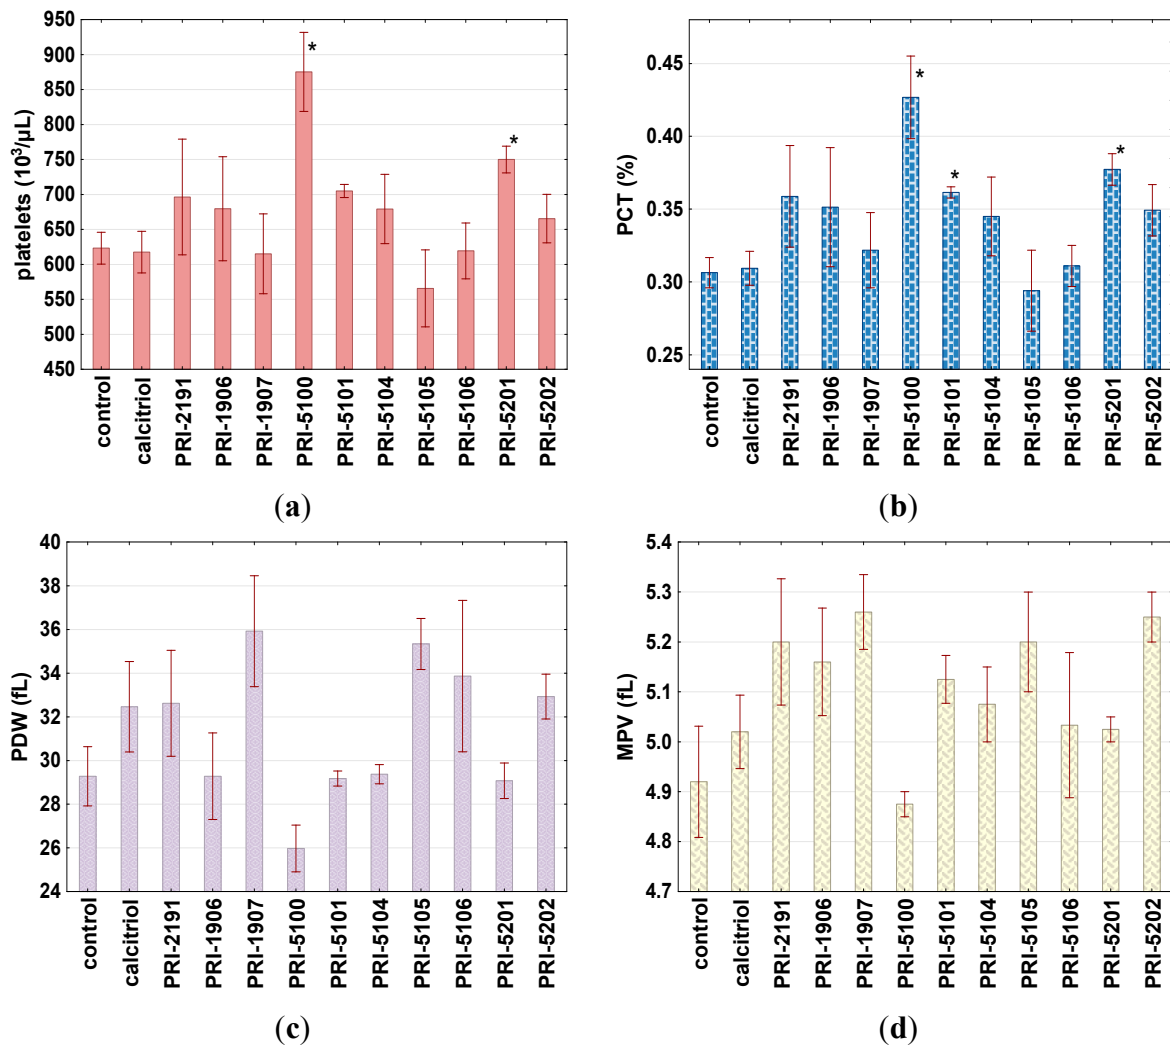 platelets (10³/µL)
950
900
850
800
750
700
650
600
550
500
450
*
*
control
calcitriol
PRI-2191
PRI-1906
PRI-1907
PRI-5100
PRI-5101
PRI-5104
PRI-5105
PRI-5106
PRI-5201
PRI-5202
(a)
PCT (%)
0.45
0.40
0.35
0.30
0.25
*
*
*
control
calcitriol
PRI-2191
PRI-1906
PRI-1907
PRI-5100
PRI-5101
PRI-5104
PRI-5105
PRI-5106
PRI-5201
PRI-5202
(b)
PDW (fL)
40
38
36
34
32
30
28
26
24
control
calcitriol
PRI-2191
PRI-1906
PRI-1907
PRI-5100
PRI-5101
PRI-5104
PRI-5105
PRI-5106
PRI-5201
PRI-5202
(c)
MPV (fL)
5.4
5.3
5.2
5.1
5.0
4.9
4.8
4.7
control
calcitriol
PRI-2191
PRI-1906
PRI-1907
PRI-5100
PRI-5101
PRI-5104
PRI-5105
PRI-5106
PRI-5201
PRI-5202
(d)